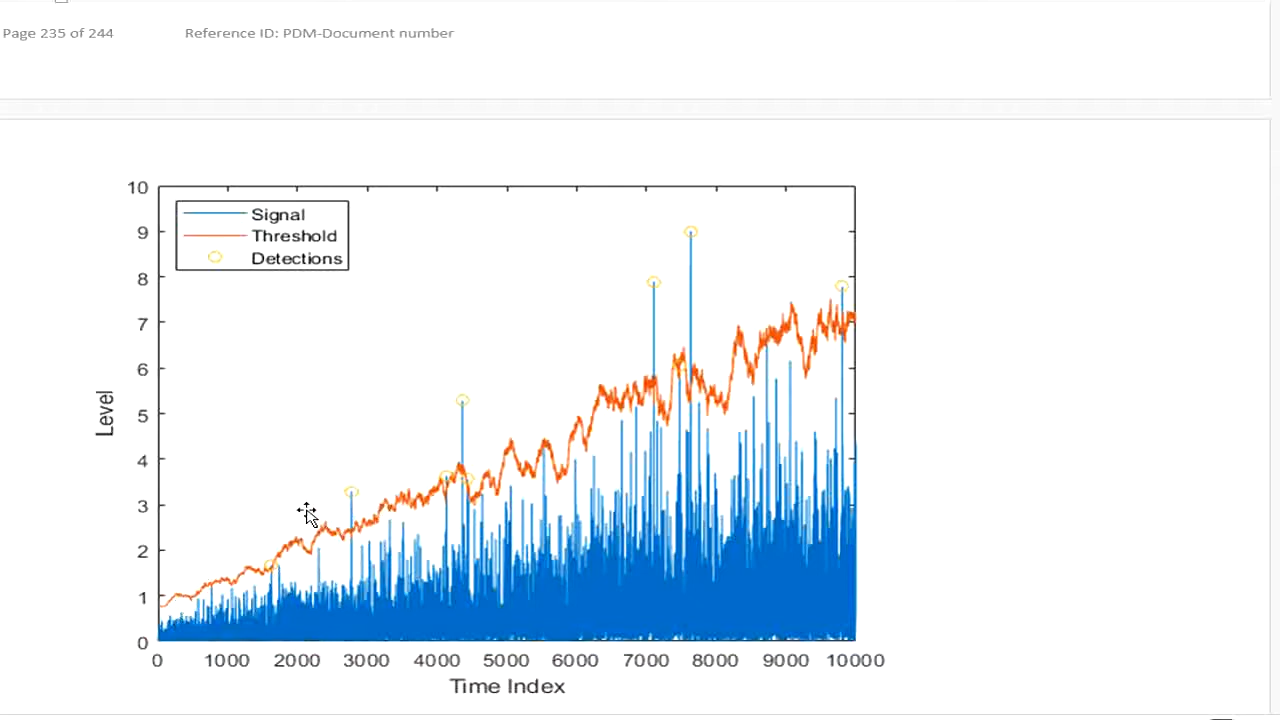 Page 235 of 244 Reference ID: PDM-Document number
10
9
8
7
6
5
4
3
2
1
0
Signal
Threshold
Detections
Level
0 1000 2000 3000 4000 5000 6000 7000 8000 9000 10000
Time Index